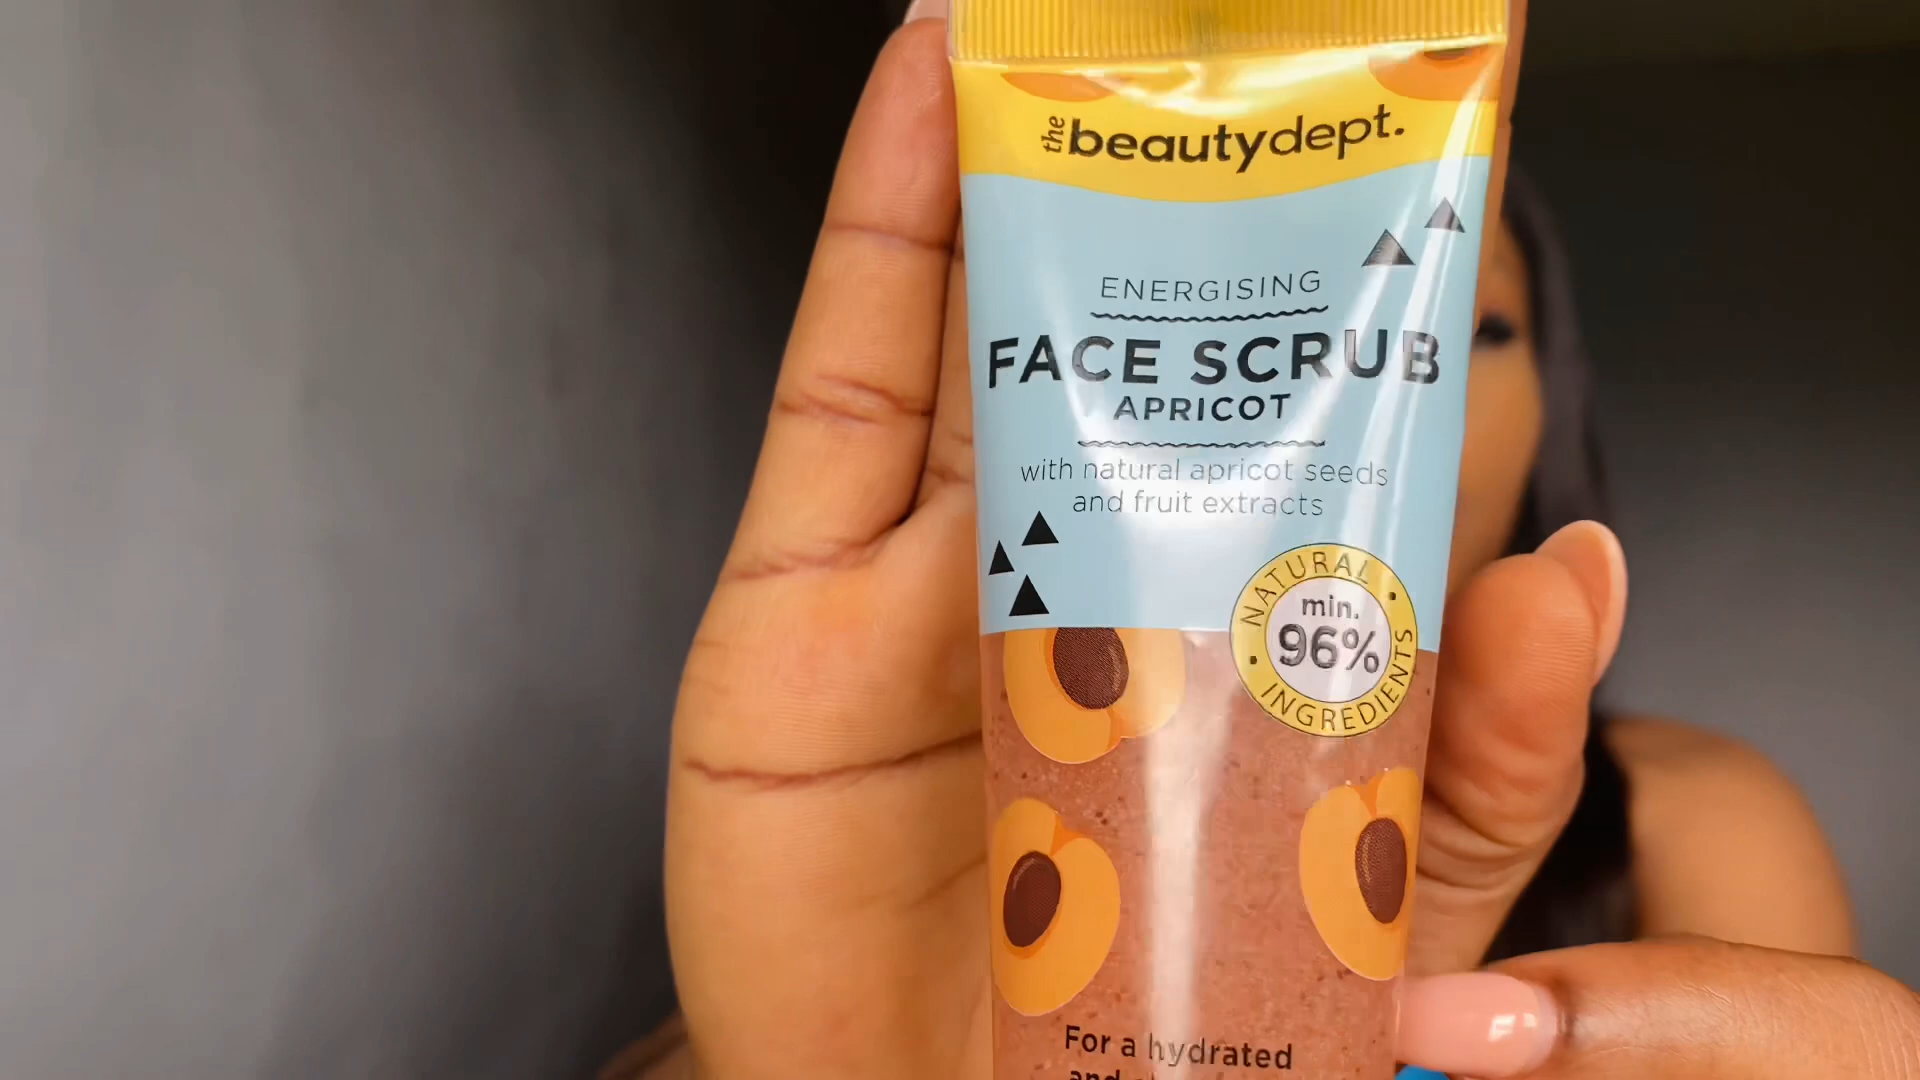 the beautydept.
ENERGISING
FACE SCRUB
APRICOT
with natural apricot seeds
and fruit extracts
NATURAL
min.
96%
INGREDIENTS
For a hydrated
and